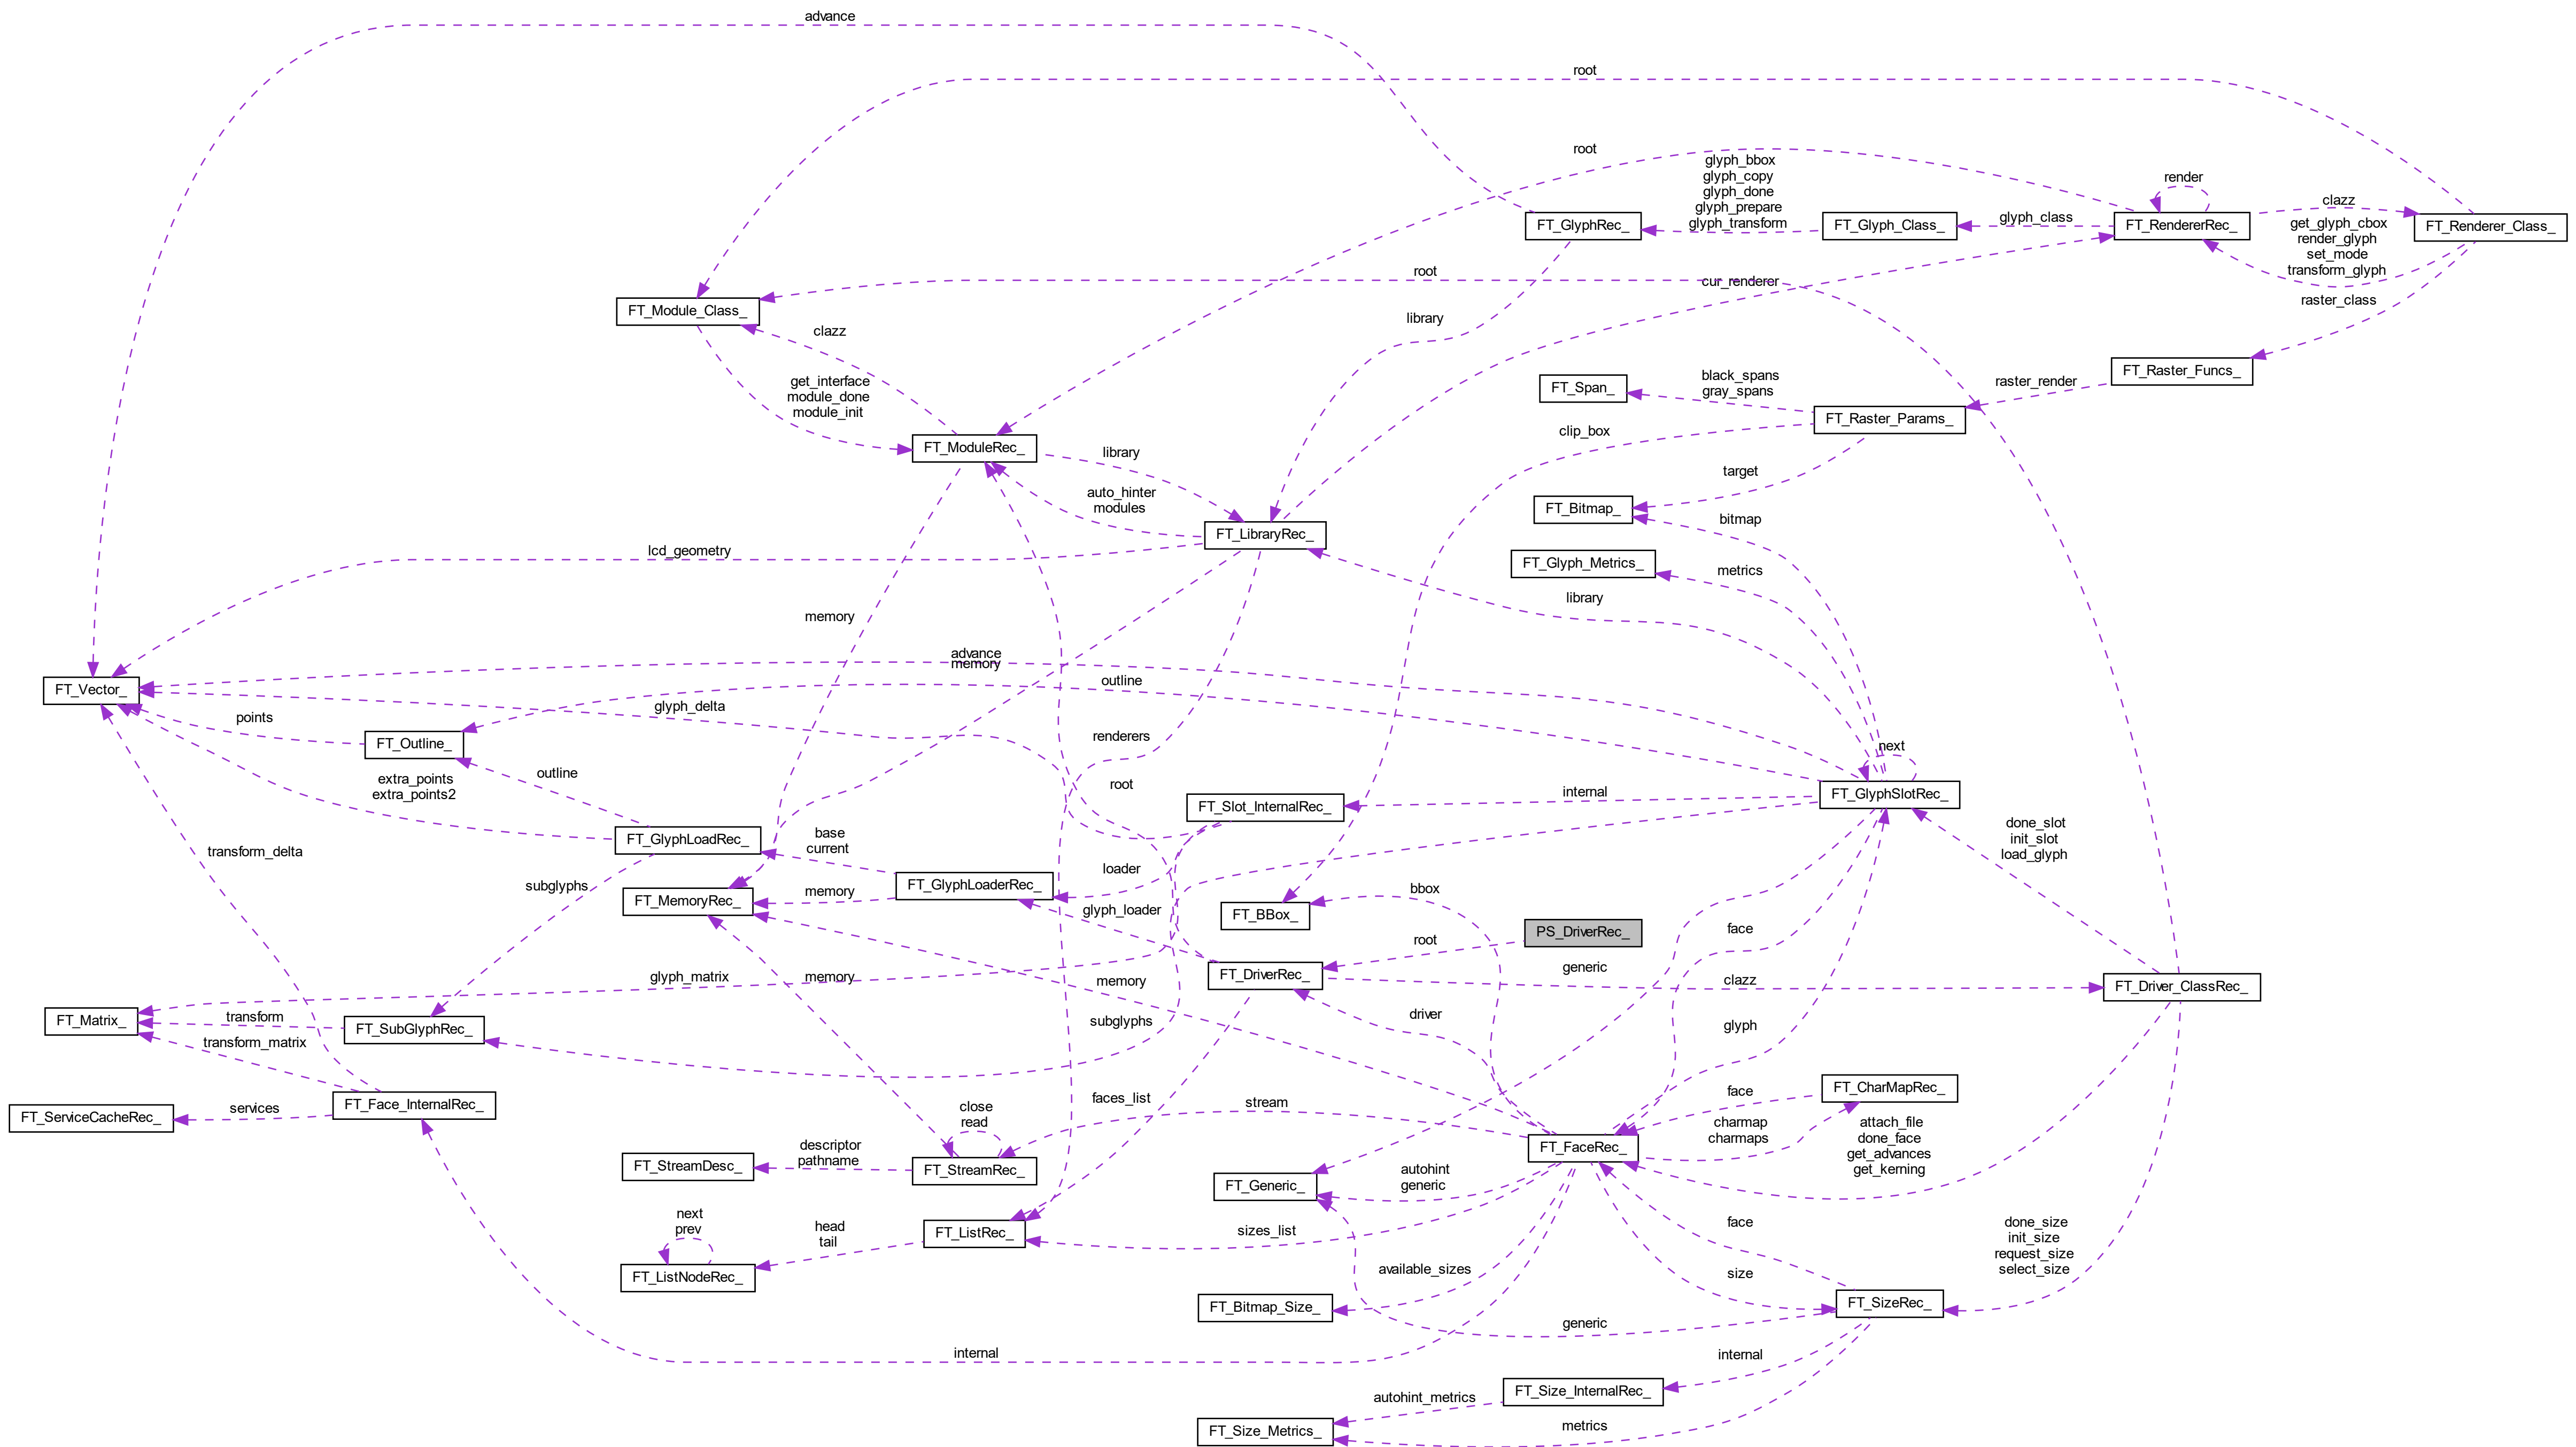 advance
root
root
glyph_bbox
glyph_copy
glyph_done
glyph_prepare
glyph_transform
render
FT_GlyphRec_
FT_Glyph_Class_
glyph_class
FT_RendererRec_
clazz
FT_Renderer_Class_
get_glyph_cbox
render_glyph
set_mode
transform_glyph
root
cur_renderer
raster_class
FT_Module_Class_
clazz
library
get_interface
module_done
module_init
FT_Span_
black_spans
gray_spans
raster_render
FT_Raster_Funcs_
FT_Raster_Params_
clip_box
FT_ModuleRec_
library
target
auto_hinter
modules
FT_Bitmap_
bitmap
FT_LibraryRec_
lcd_geometry
FT_Glyph_Metrics_
metrics
library
memory
advance
memory
outline
FT_Vector_
glyph_delta
points
FT_Outline_
renderers
next
outline
extra_points
extra_points2
root
internal
FT_GlyphSlotRec_
FT_Slot_InternalRec_
FT_GlyphLoadRec_
base
current
done_slot
init_slot
load_glyph
transform_delta
loader
subglyphs
memory
FT_GlyphLoaderRec_
bbox
FT_MemoryRec_
glyph_loader
FT_BBox_
PS_DriverRec_
face
root
generic
glyph_matrix
memory
memory
FT_DriverRec_
clazz
FT_Driver_ClassRec_
FT_Matrix_
transform
FT_SubGlyphRec_
subglyphs
driver
glyph
transform_matrix
FT_CharMapRec_
face
FT_ServiceCacheRec_
services
FT_Face_InternalRec_
faces_list
stream
close
read
charmap
charmaps
attach_file
done_face
get_advances
get_kerning
FT_StreamDesc_
descriptor
pathname
FT_StreamRec_
FT_FaceRec_
FT_Generic_
autohint
generic
next
prev
head
tail
FT_ListRec_
sizes_list
face
done_size
init_size
request_size
select_size
FT_ListNodeRec_
available_sizes
size
FT_Bitmap_Size_
generic
FT_SizeRec_
internal
internal
FT_Size_InternalRec_
autohint_metrics
FT_Size_Metrics_
metrics